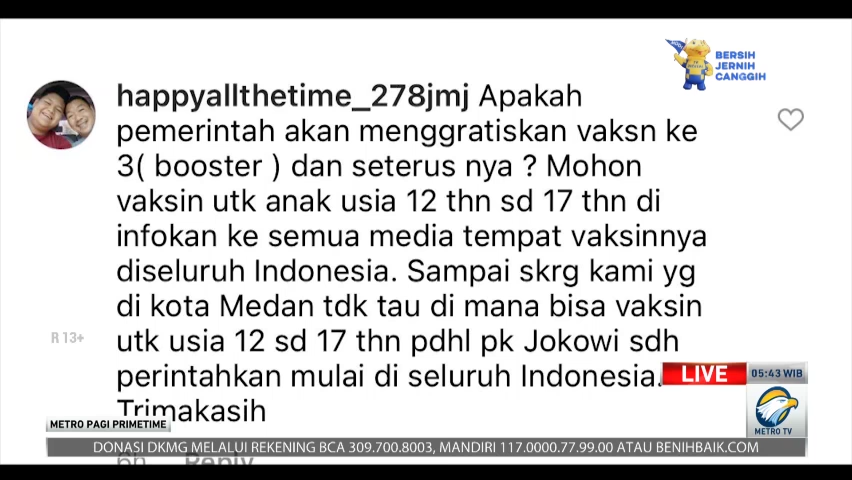 BERSIH
JERNIH
CANGGIH
happyallthetime_278jmj Apakah
pemerintah akan menggratiskan vaksn ke
3( booster ) dan seterus nya ? Mohon
vaksin utk anak usia 12 thn sd 17 thn di
infokan ke semua media tempat vaksinnya
diseluruh Indonesia. Sampai skrg kami yg
di kota Medan tdk tau di mana bisa vaksin
utk usia 12 sd 17 thn pdhl pk Jokowi sdh
perintahkan mulai di seluruh Indonesia.
Trimakasih
R 13+
LIVE
05:43 WIB
METRO PAGI PRIMETIME
METRO TV
DONASI DKMG MELALUI REKENING BCA 309.700.8003, MANDIRI 117.0000.77.99.00 ATAU BENIHBAIK.COM
6h Reply